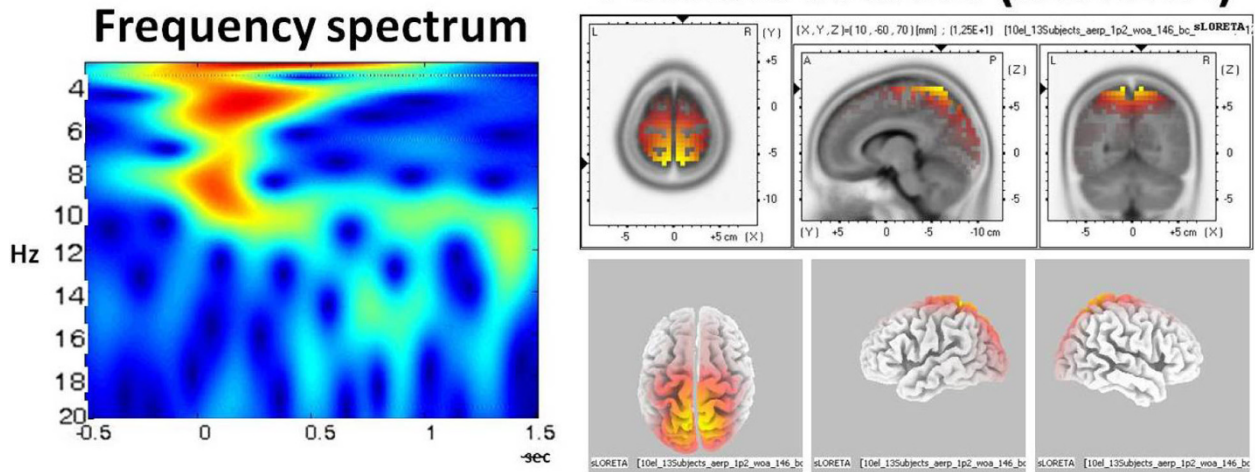 Frequency spectrum
4
6
8
10
12
14
16
18
20
Hz
-0.5 0 0.5 1 1.5
sec
(X,Y,Z)=(10,-60,70)[mm] ; (1,25E+1) [10el_13Subjects_aerp_1p2_woa_146_bc_ sLORETA
L R (Y)
+5
0
-5
-10
-5 0 +5 cm (X)
A P (Z)
+5
0
-5
(Y) +5 0 -5 -10 cm
L R (Z)
+5
0
-5
-5 0 +5 cm (X)
sLORETA [10el_13Subjects_aerp_1p2_woa_146_bc
sLORETA [10el_13Subjects_aerp_1p2_woa_146_bc
sLORETA [10el_13Subjects_aerp_1p2_woa_146_bc